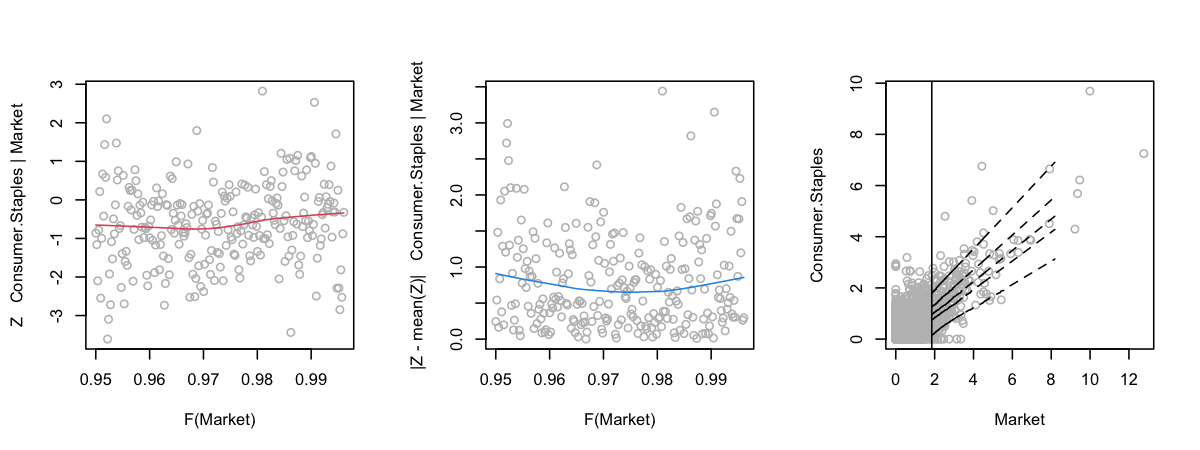 Z Consumer.Staples | Market
3
2
1
0
-1
-2
-3
0.95 0.96 0.97 0.98 0.99
F(Market)
|Z - mean(Z)| Consumer.Staples | Market
3.0
2.0
1.0
0.0
0.95 0.96 0.97 0.98 0.99
F(Market)
Consumer.Staples
10
8
6
4
2
0
0 2 4 6 8 10 12
Market